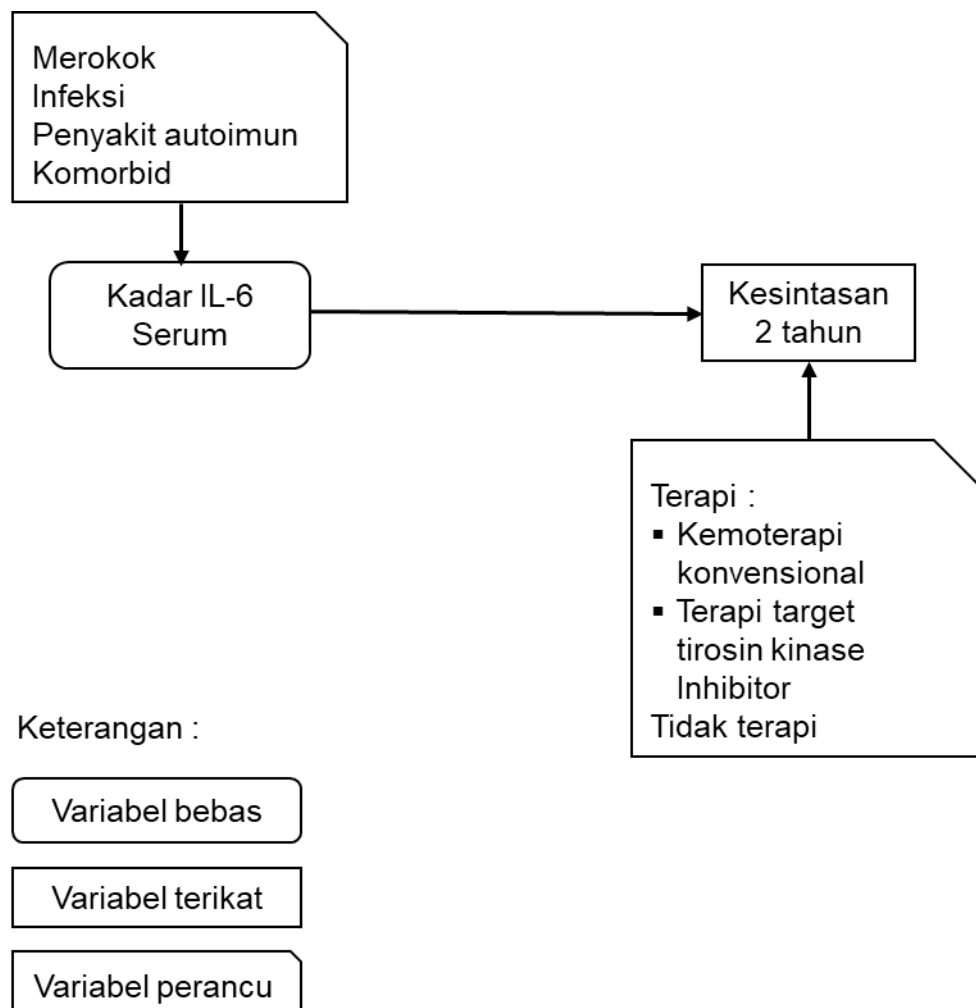 Merokok
Infeksi
Penyakit autoimun
Komorbid
Kadar IL-6
Serum
Kesintasan
2 tahun
Terapi :
▪ Kemoterapi
konvensional
▪ Terapi target
tirosin kinase
Inhibitor
Tidak terapi
Keterangan :
Variabel bebas
Variabel terikat
Variabel perancu